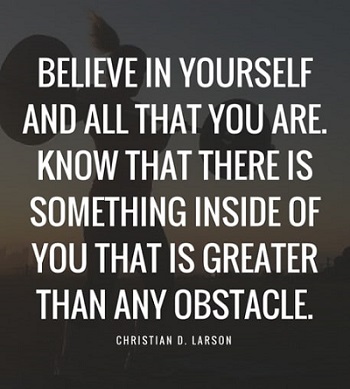 BELIEVE IN YOURSELF
AND ALL THAT YOU ARE.
KNOW THAT THERE IS
SOMETHING INSIDE OF
YOU THAT IS GREATER
THAN ANY OBSTACLE.
CHRISTIAN D. LARSON